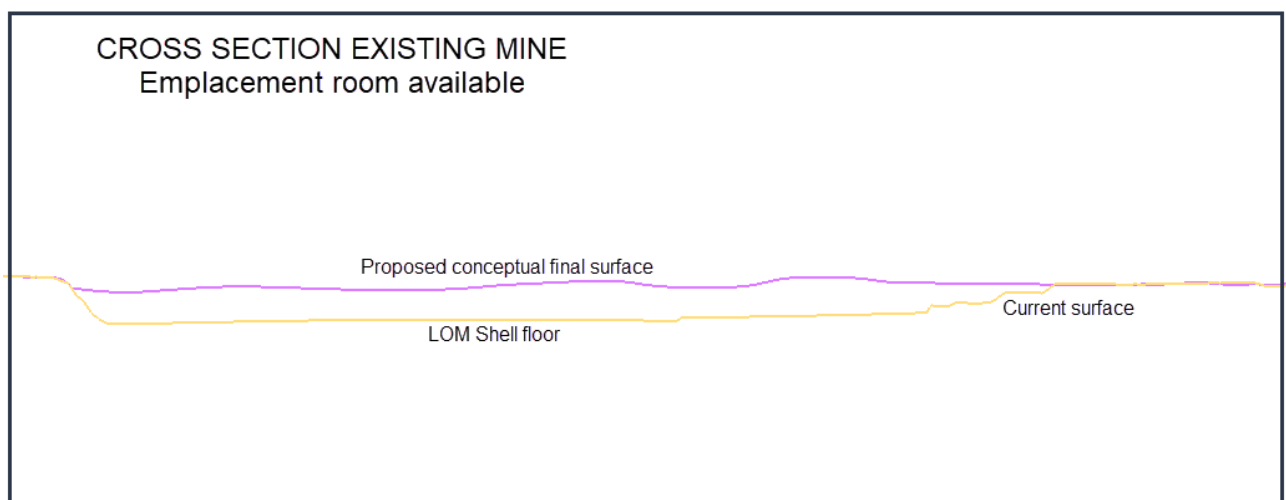 CROSS SECTION EXISTING MINE
Emplacement room available
Proposed conceptual final surface
Current surface
LOM Shell floor